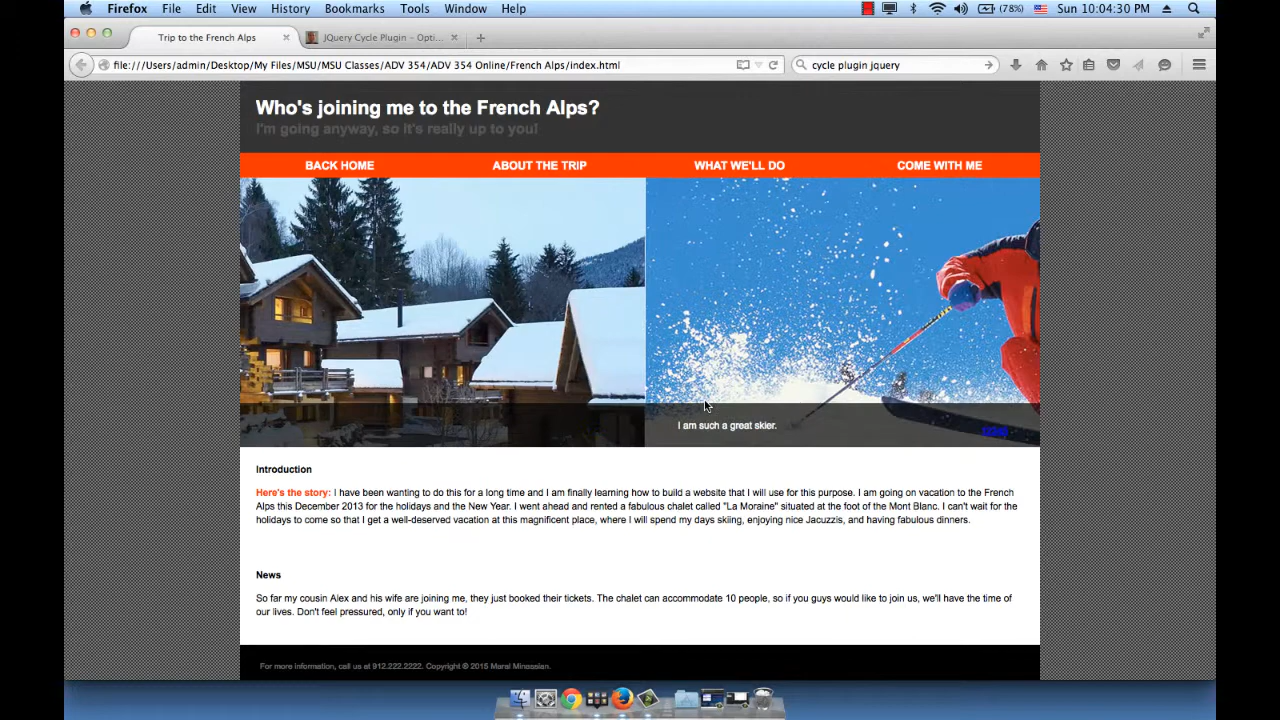 Firefox File Edit View History Bookmarks Tools Window Help (78%) Sun 10:04:30 PM
Trip to the French Alps
JQuery Cycle Plugin - Opti...
file:///Users/admin/Desktop/My Files/MSU/MSU Classes/ADV 354/ADV 354 Online/French Alps/index.html
cycle plugin jquery
Who's joining me to the French Alps?
I'm going anyway, so it's really up to you!
BACK HOME ABOUT THE TRIP WHAT WE'LL DO COME WITH ME
I am such a great skier.
Introduction
Here's the story: I have been wanting to do this for a long time and I am finally learning how to build a website that I will use for this purpose. I am going on vacation to the French
Alps this December 2013 for the holidays and the New Year. I went ahead and rented a fabulous chalet called "La Moraine" situated at the foot of the Mont Blanc. I can't wait for the
holidays to come so that I get a well-deserved vacation at this magnificent place, where I will spend my days skiing, enjoying nice Jacuzzis, and having fabulous dinners.
News
So far my cousin Alex and his wife are joining me, they just booked their tickets. The chalet can accommodate 10 people, so if you guys would like to join us, we'll have the time of
our lives. Don't feel pressured, only if you want to!
For more information, call us at 912.222.2222. Copyright © 2015 Maral Minassian.